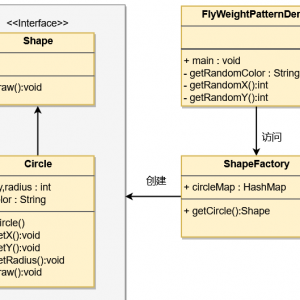 <<Interface>>
Shape
raw():void
Circle
y,radius : int
olor : String
ircle()
etX():void
etY():void
etRadius():void
raw():void
FlyWeightPatternDem
+ main : void
- getRandomColor : String
- getRandomX():int
- getRandomY():int
访问
创建
ShapeFactory
+ circleMap : HashMap
+ getCircle():Shape